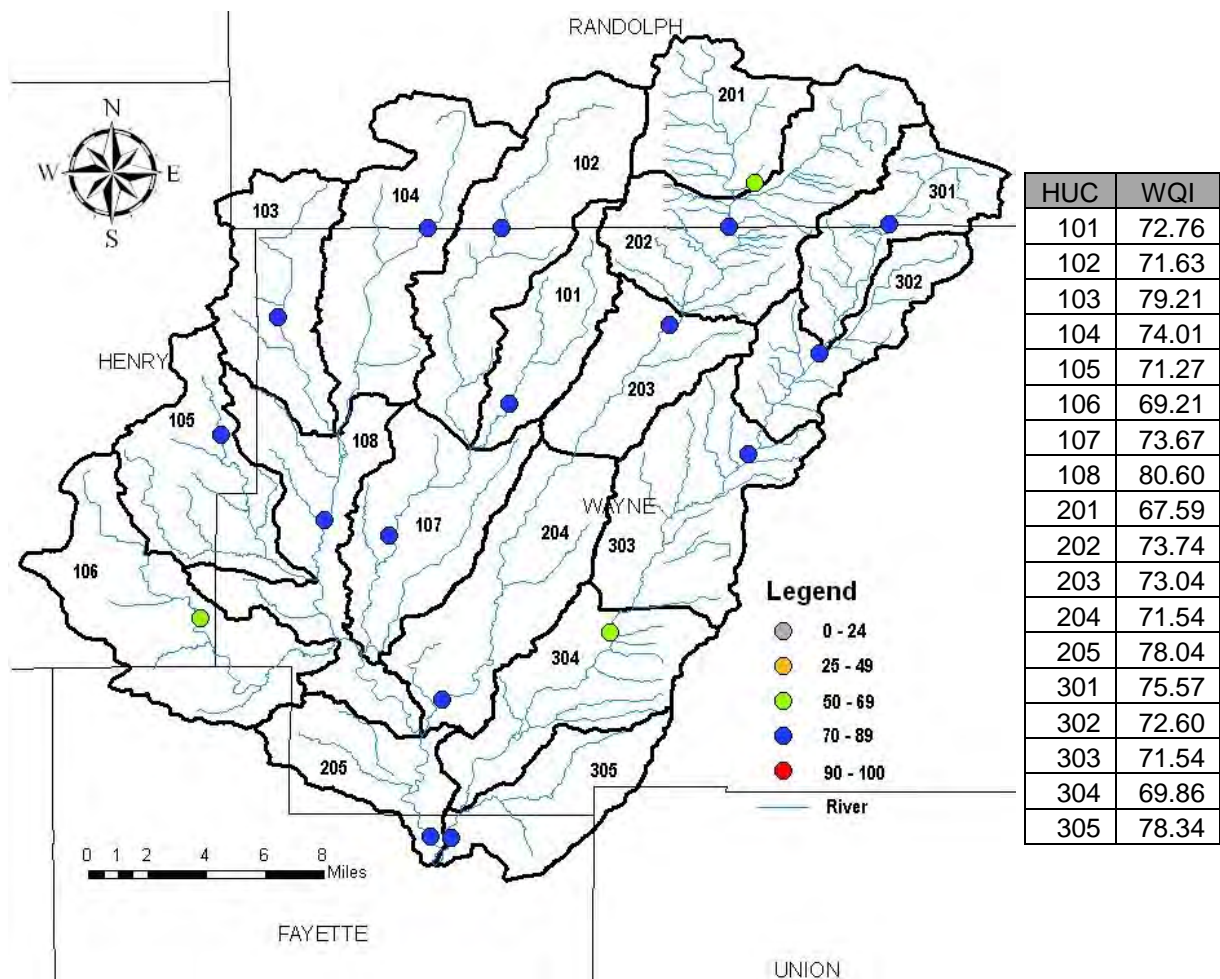 RANDOLPH
N
W E
S
201
102
104
103
301
202
302
101
HENRY
203
105
108
WAYNE
107
204
303
106
304
205
305
Legend
0 - 24
25 - 49
50 - 69
70 - 89
90 - 100
River
0 1 2 4 6 8
Miles
FAYETTE
UNION
HUC WQI
101 72.76
102 71.63
103 79.21
104 74.01
105 71.27
106 69.21
107 73.67
108 80.60
201 67.59
202 73.74
203 73.04
204 71.54
205 78.04
301 75.57
302 72.60
303 71.54
304 69.86
305 78.34